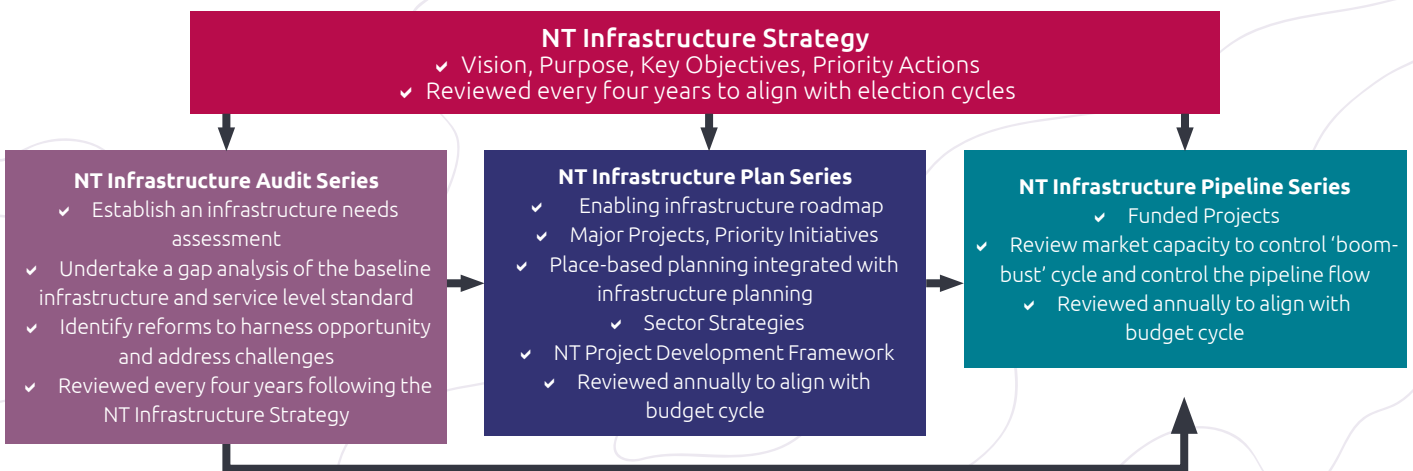 NT Infrastructure Strategy
✓ Vision, Purpose, Key Objectives, Priority Actions
✓ Reviewed every four years to align with election cycles
NT Infrastructure Audit Series
✓ Establish an infrastructure needs
assessment
✓ Undertake a gap analysis of the baseline
infrastructure and service level standard
✓ Identify reforms to harness opportunity
and address challenges
✓ Reviewed every four years following the
NT Infrastructure Strategy
NT Infrastructure Plan Series
✓ Enabling infrastructure roadmap
✓ Major Projects, Priority Initiatives
✓ Place-based planning integrated with
infrastructure planning
✓ Sector Strategies
✓ NT Project Development Framework
✓ Reviewed annually to align with
budget cycle
NT Infrastructure Pipeline Series
✓ Funded Projects
✓ Review market capacity to control ‘boom-
bust’ cycle and control the pipeline flow
✓ Reviewed annually to align with
budget cycle